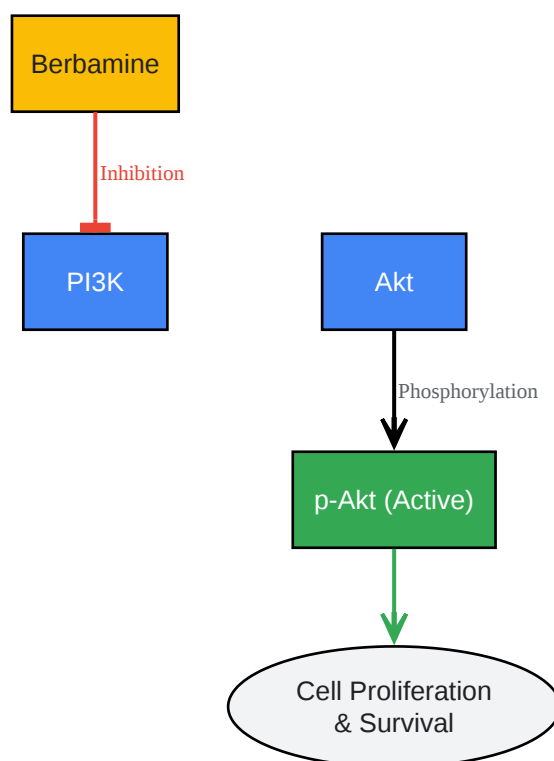 Berbamine
Inhibition
PI3K
Akt
Phosphorylation
p-Akt (Active)
Cell Proliferation
& Survival